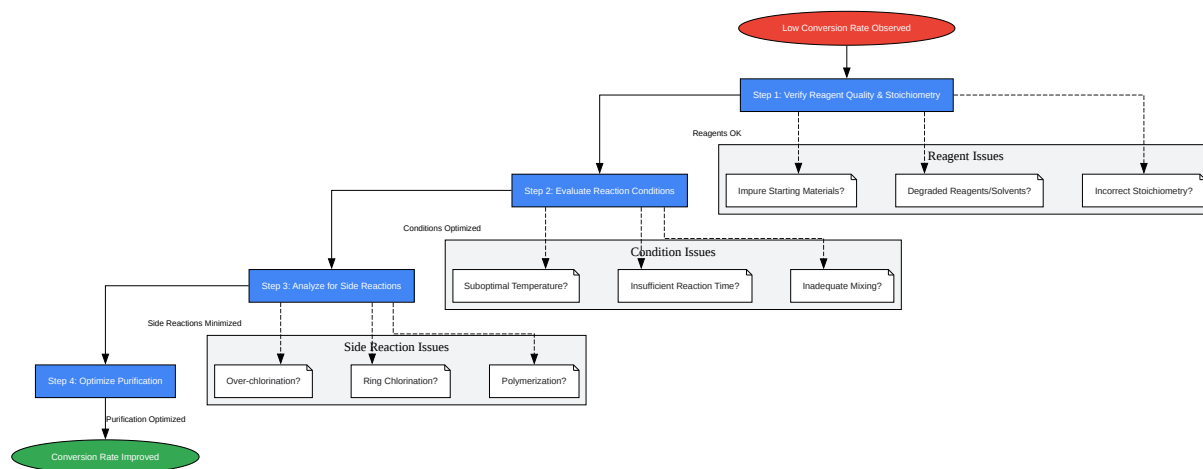 Low Conversion Rate Observed
Step 1: Verify Reagent Quality & Stoichiometry
Reagents OK
Reagent Issues
Impure Starting Materials?
Degraded Reagents/Solvents?
Incorrect Stoichiometry?
Step 2: Evaluate Reaction Conditions
Conditions Optimized
Condition Issues
Suboptimal Temperature?
Insufficient Reaction Time?
Inadequate Mixing?
Step 3: Analyze for Side Reactions
Side Reactions Minimized
Side Reaction Issues
Over-chlorination?
Ring Chlorination?
Polymerization?
Step 4: Optimize Purification
Purification Optimized
Conversion Rate Improved